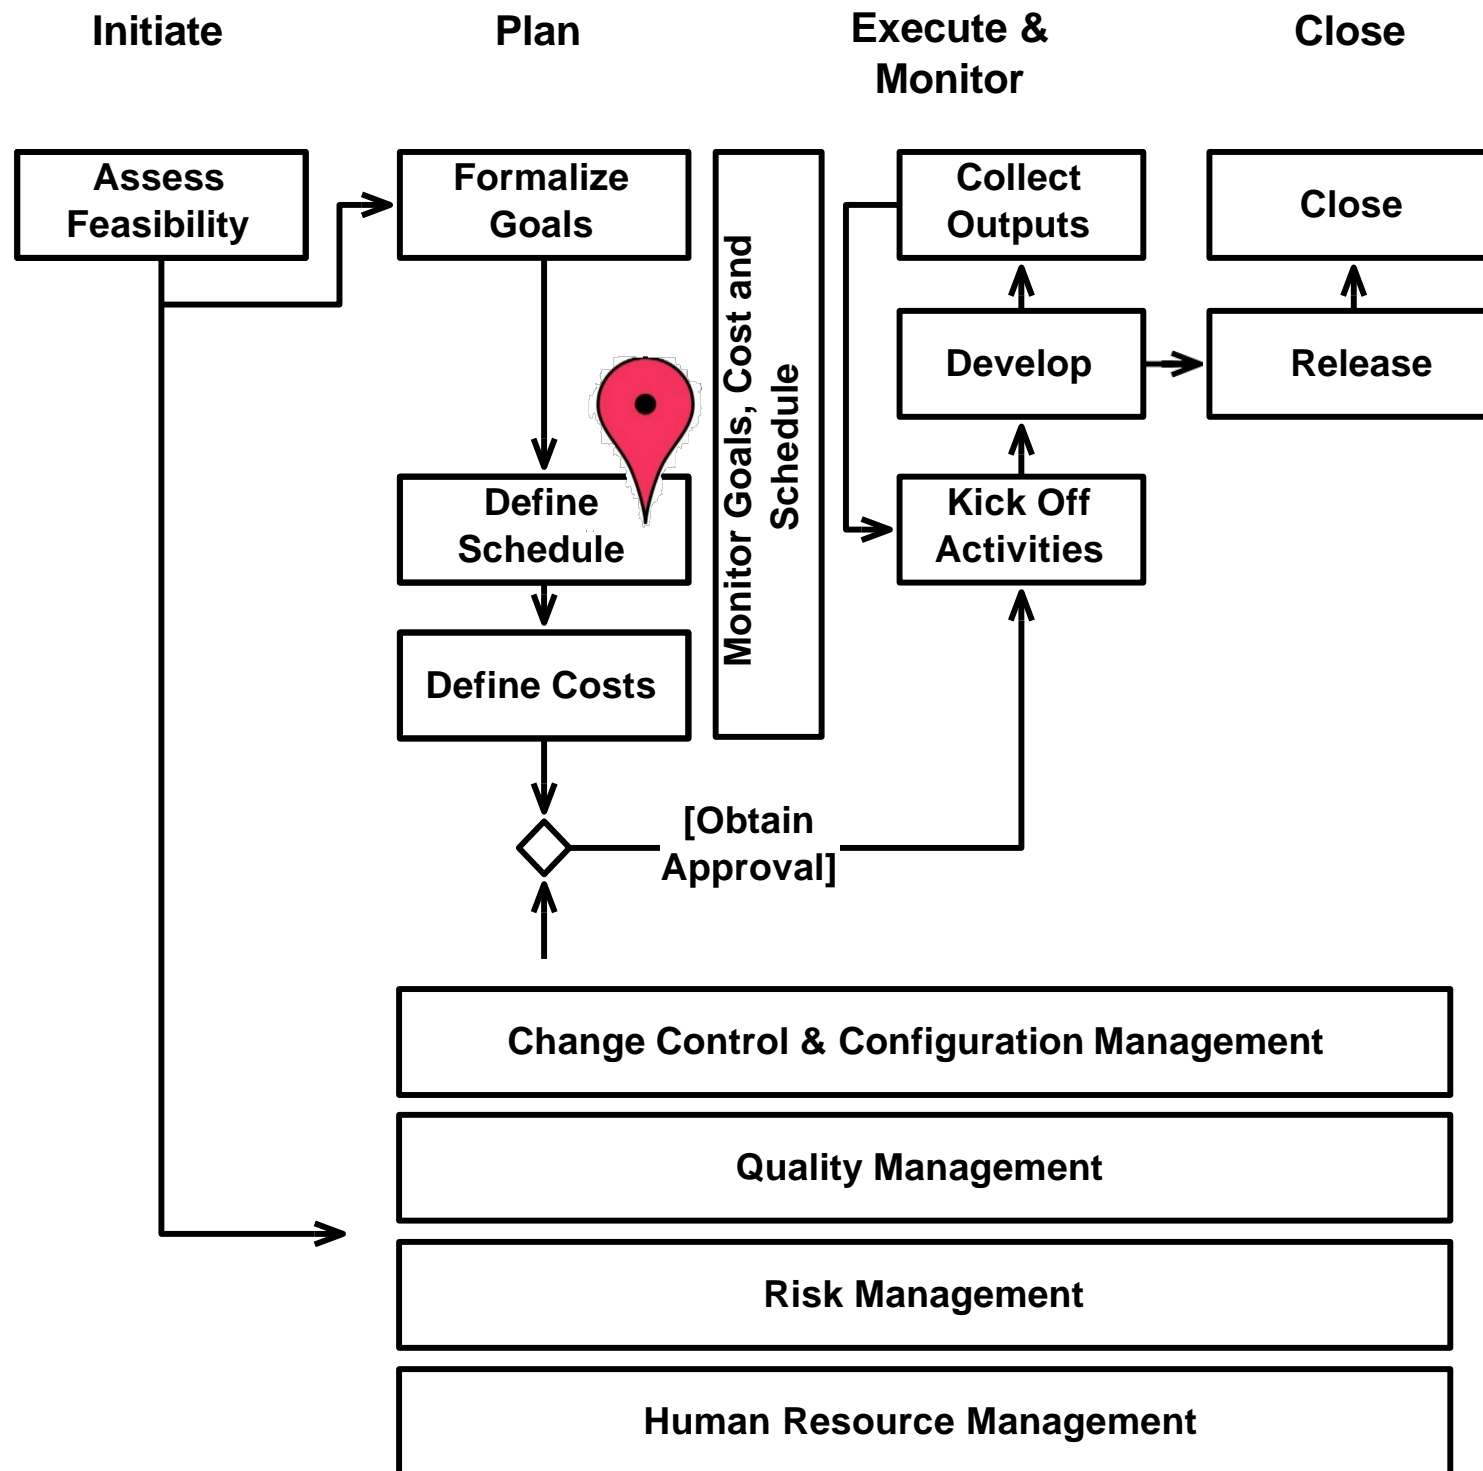 Initiate
Plan
Execute &
Monitor
Close
Assess
Feasibility
Formalize
Goals
Monitor Goals, Cost and
Schedule
Collect
Outputs
Close
Develop
Release
Define
Schedule
Kick Off
Activities
Define Costs
[Obtain
Approval]
Change Control & Configuration Management
Quality Management
Risk Management
Human Resource Management